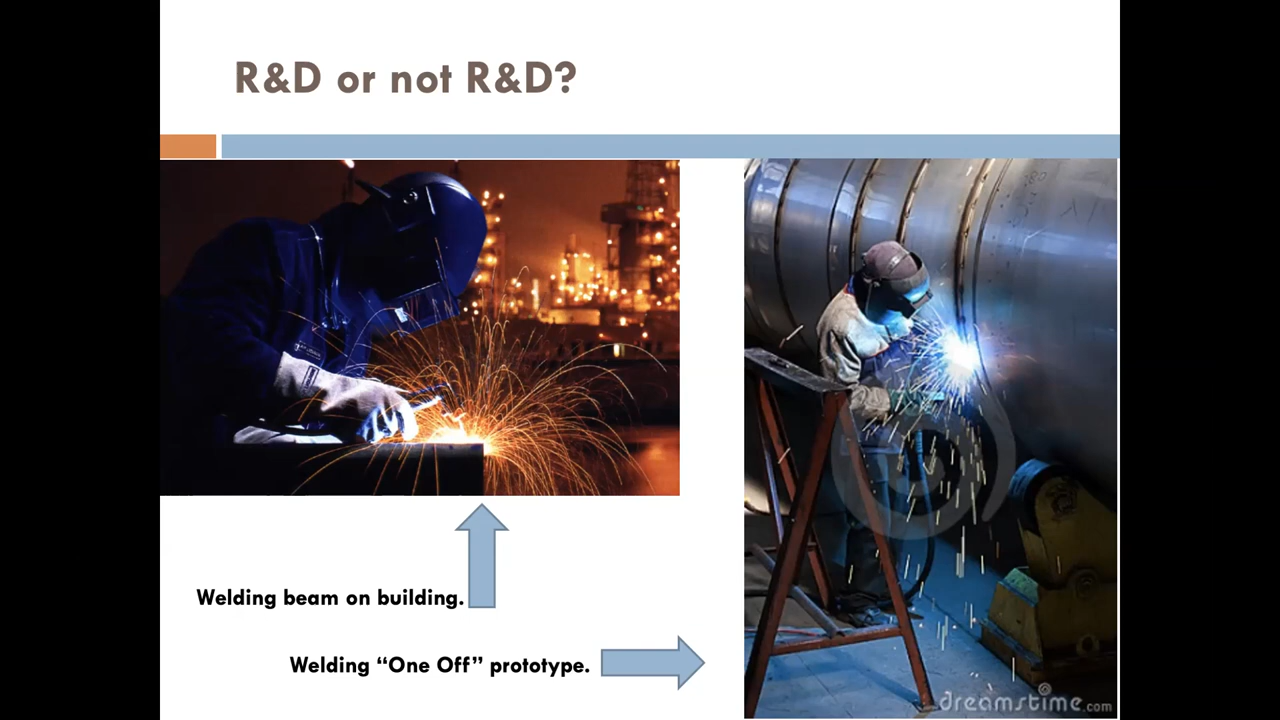 R&D or not R&D?
Welding beam on building.
Welding “One Off” prototype.
dreamstime.com